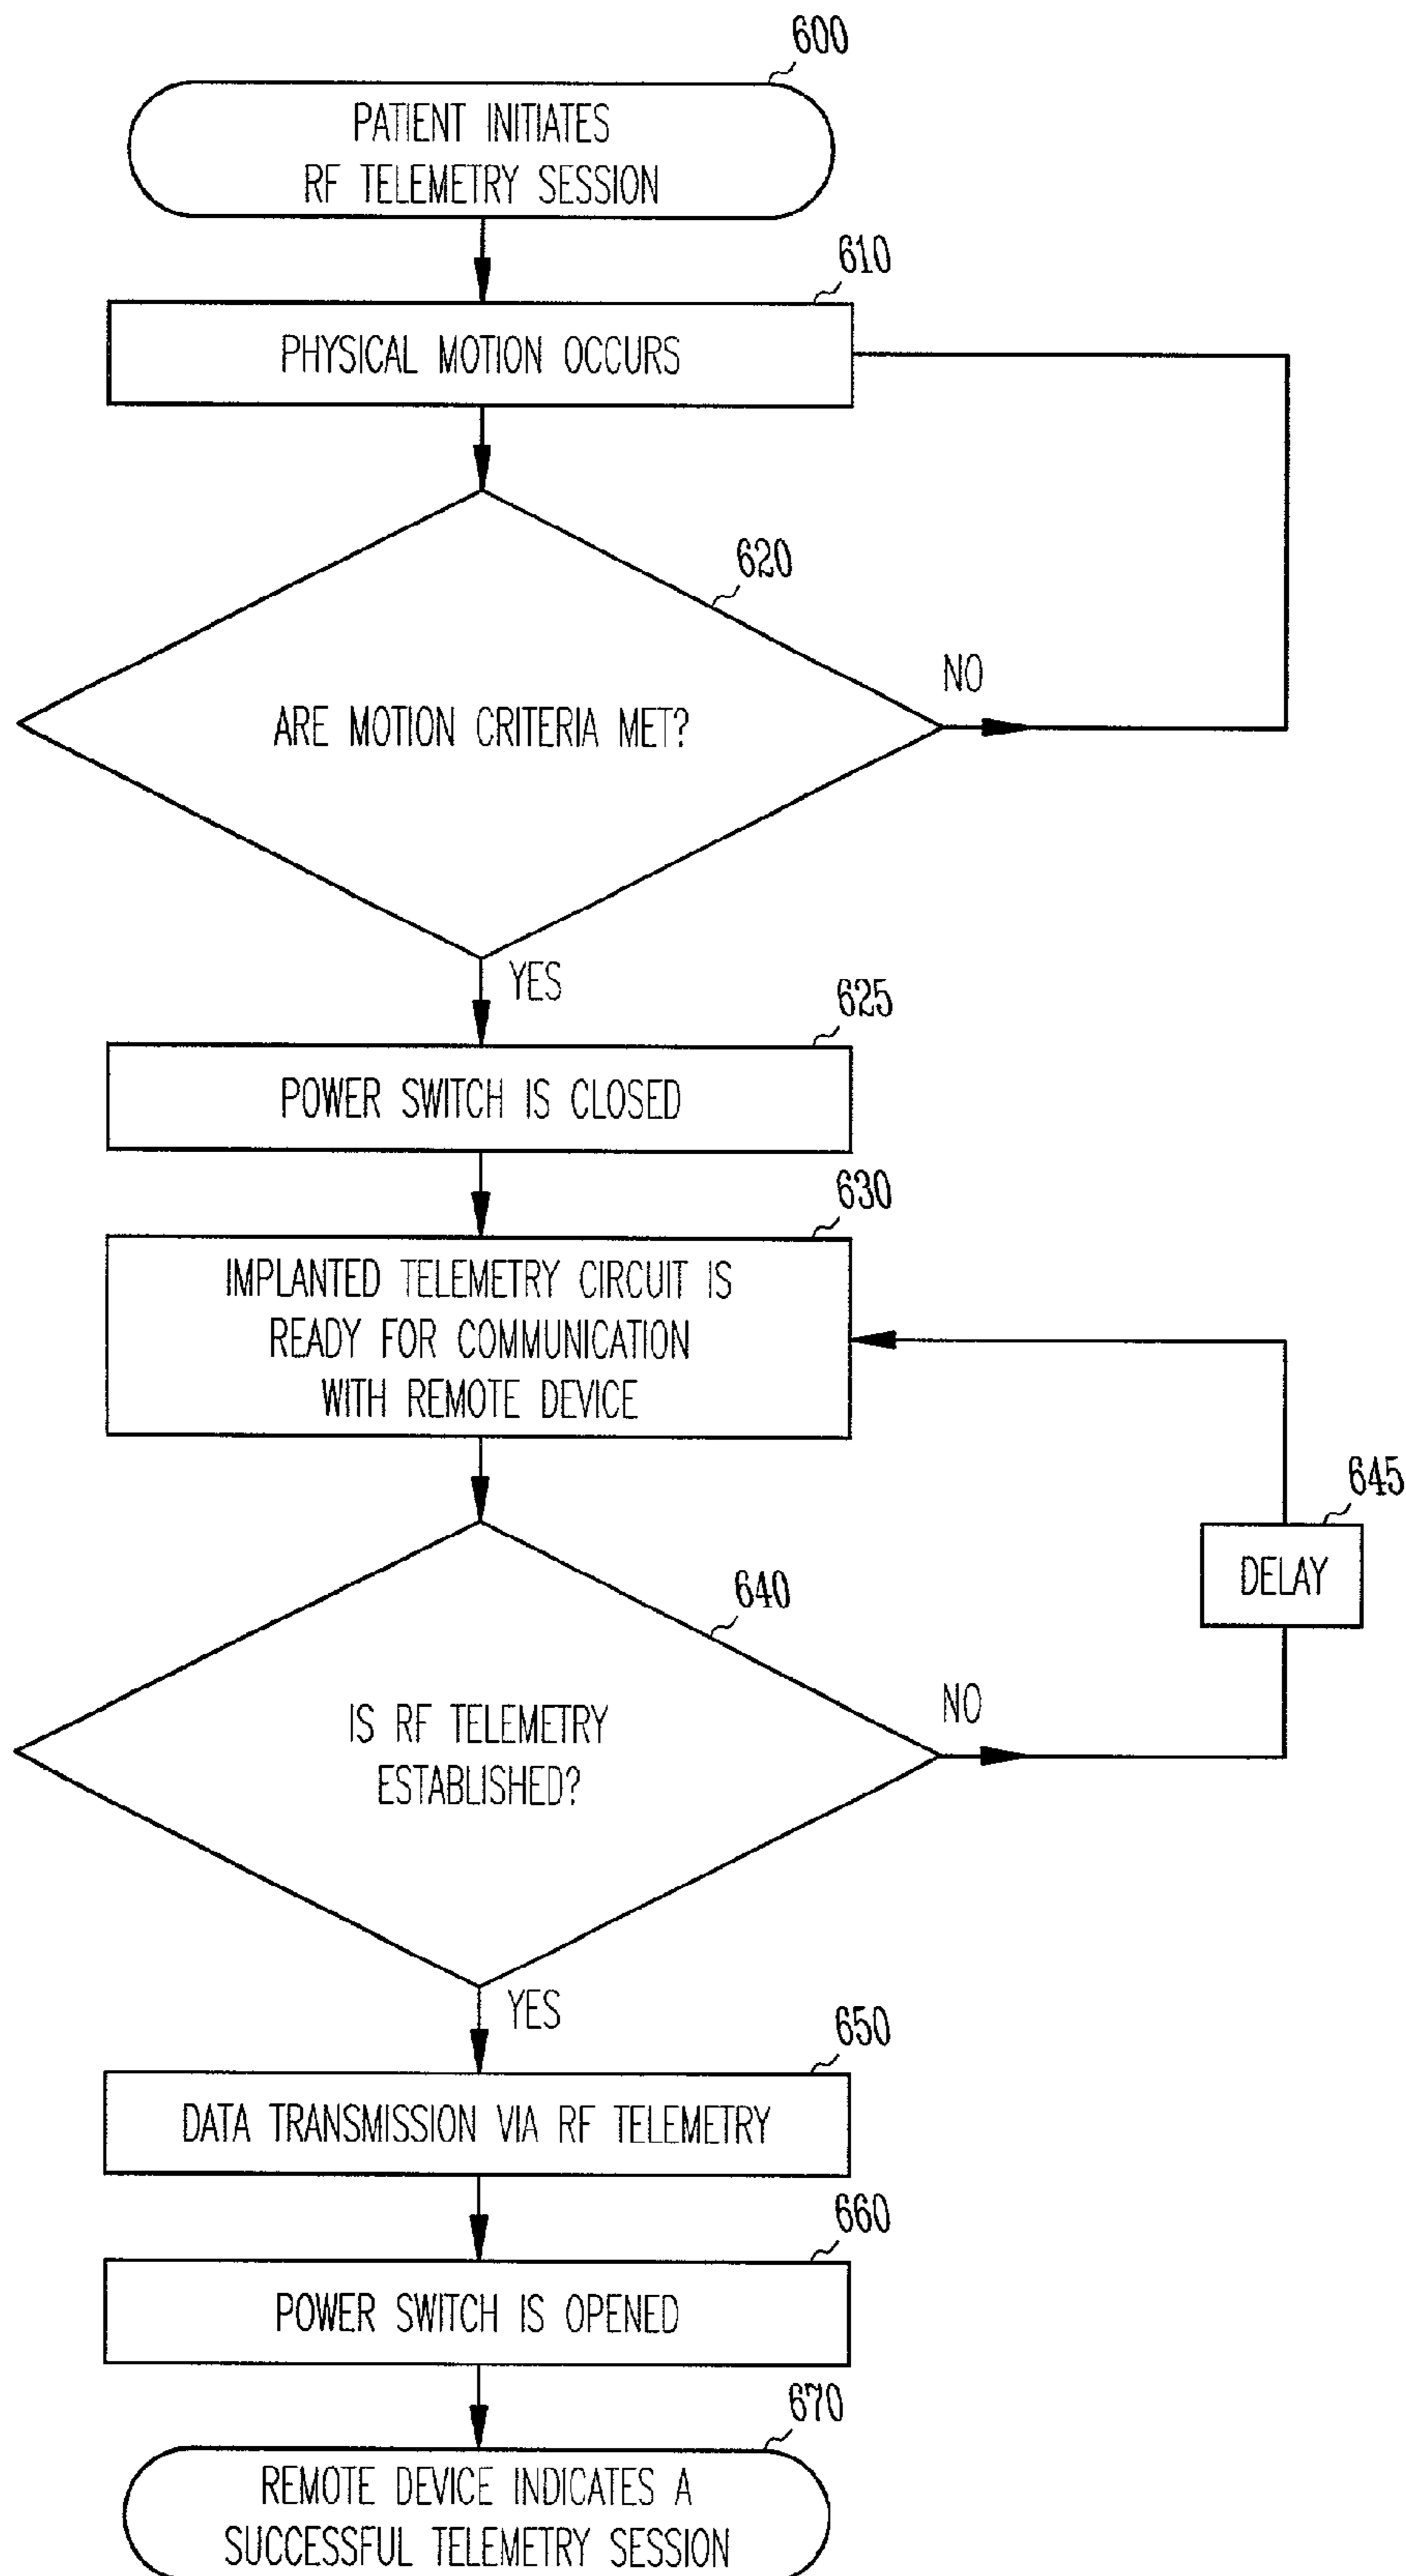 600
PATIENT INITIATES
RF TELEMETRY SESSION
610
PHYSICAL MOTION OCCURS
620
NO
ARE MOTION CRITERIA MET?
YES
625
POWER SWITCH IS CLOSED
630
IMPLANTED TELEMETRY CIRCUIT IS
READY FOR COMMUNICATION
WITH REMOTE DEVICE
645
DELAY
640
NO
IS RF TELEMETRY
ESTABLISHED?
YES
650
DATA TRANSMISSION VIA RF TELEMETRY
660
POWER SWITCH IS OPENED
670
REMOTE DEVICE INDICATES A
SUCCESSFUL TELEMETRY SESSION